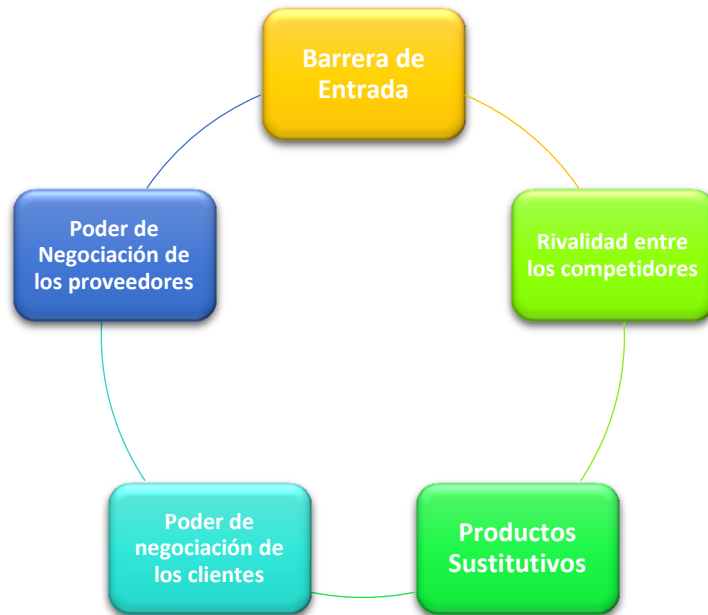 Barrera de
Entrada
Rivalidad entre
los competidores
Productos
Sustitutivos
Poder de
negociación de
los clientes
Poder de
Negociación de
los proveedores